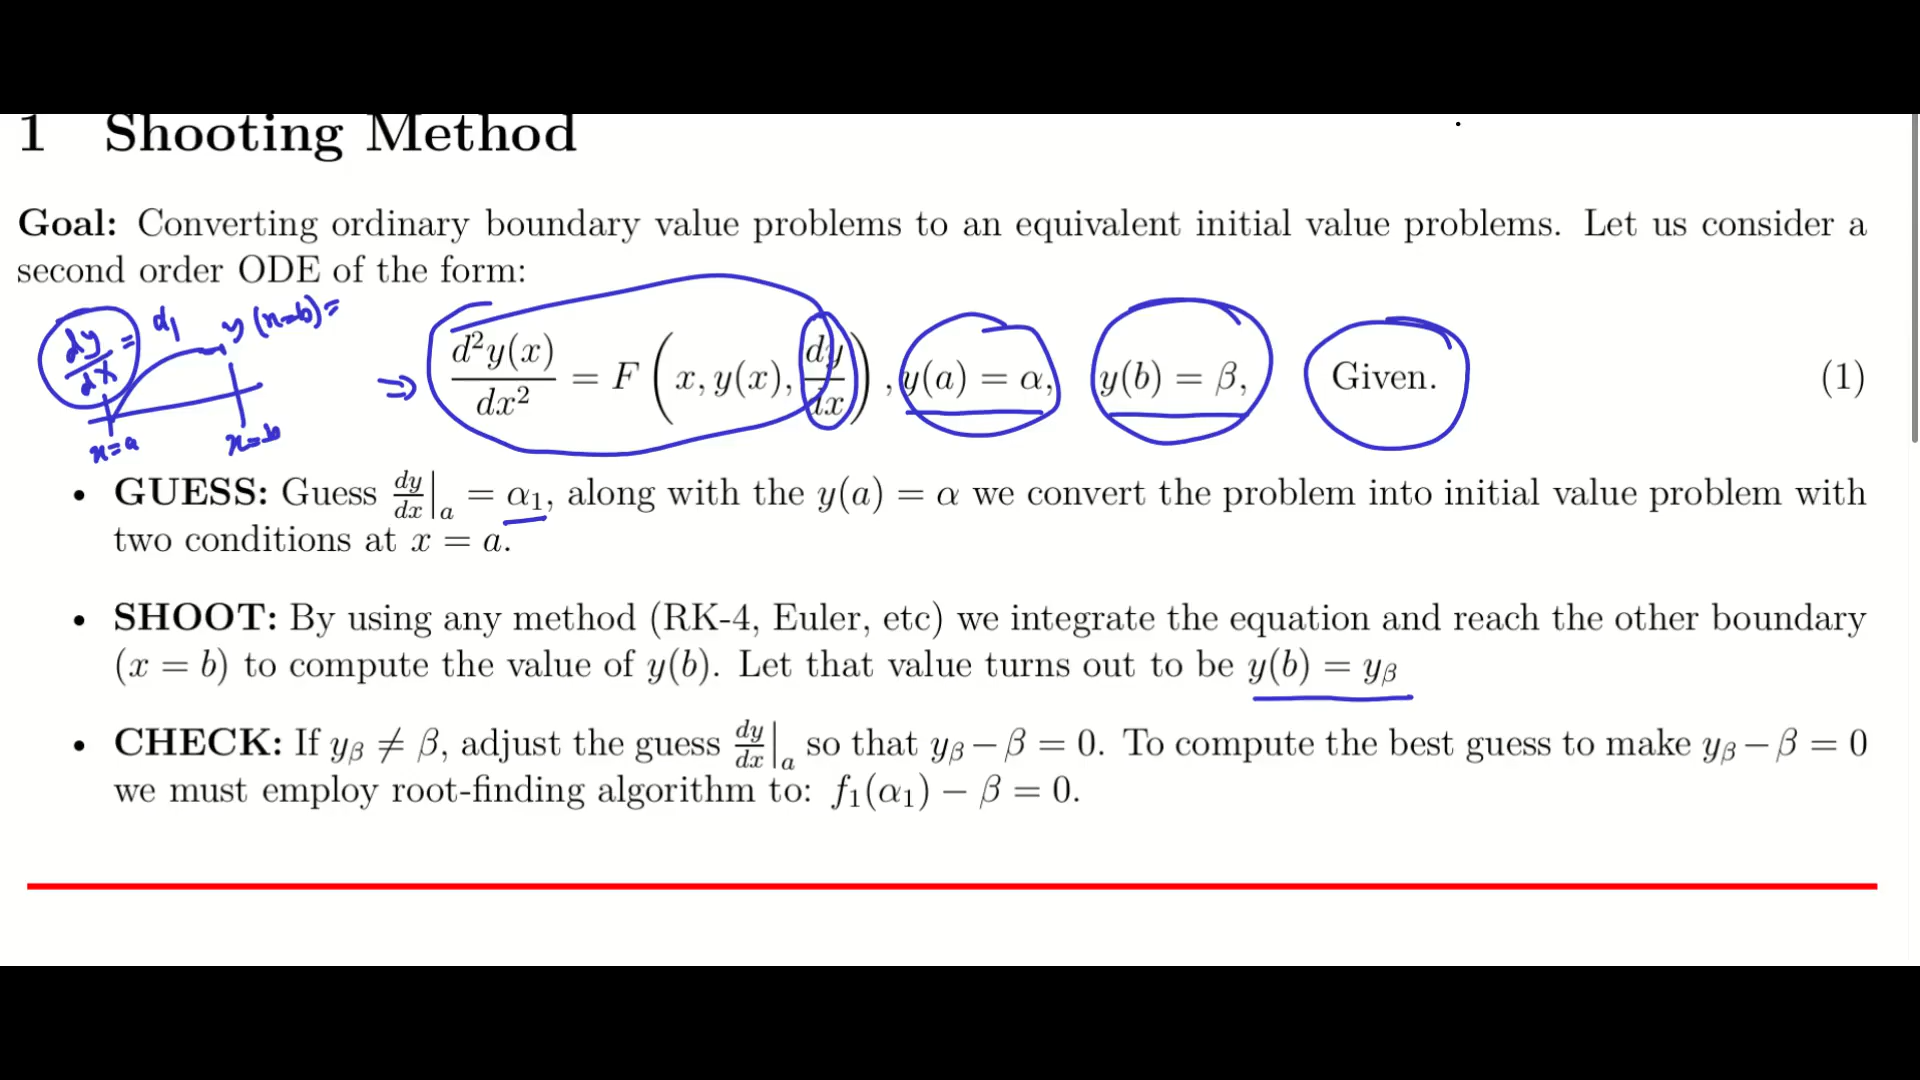 1 Shooting Method
Goal: Converting ordinary boundary value problems to an equivalent initial value problems. Let us consider a
second order ODE of the form:
dy/dx = α1 y(x=b)=
x=a x=b
⇒ d²y(x)/dx² = F(x, y(x), dy/dx), y(a) = α, y(b) = β, Given. (1)
• GUESS: Guess dy/dx|a = α1, along with the y(a) = α we convert the problem into initial value problem with
two conditions at x = a.
• SHOOT: By using any method (RK-4, Euler, etc) we integrate the equation and reach the other boundary
(x = b) to compute the value of y(b). Let that value turns out to be y(b) = yβ
• CHECK: If yβ ≠ β, adjust the guess dy/dx|a so that yβ − β = 0. To compute the best guess to make yβ − β = 0
we must employ root-finding algorithm to: f1(α1) − β = 0.